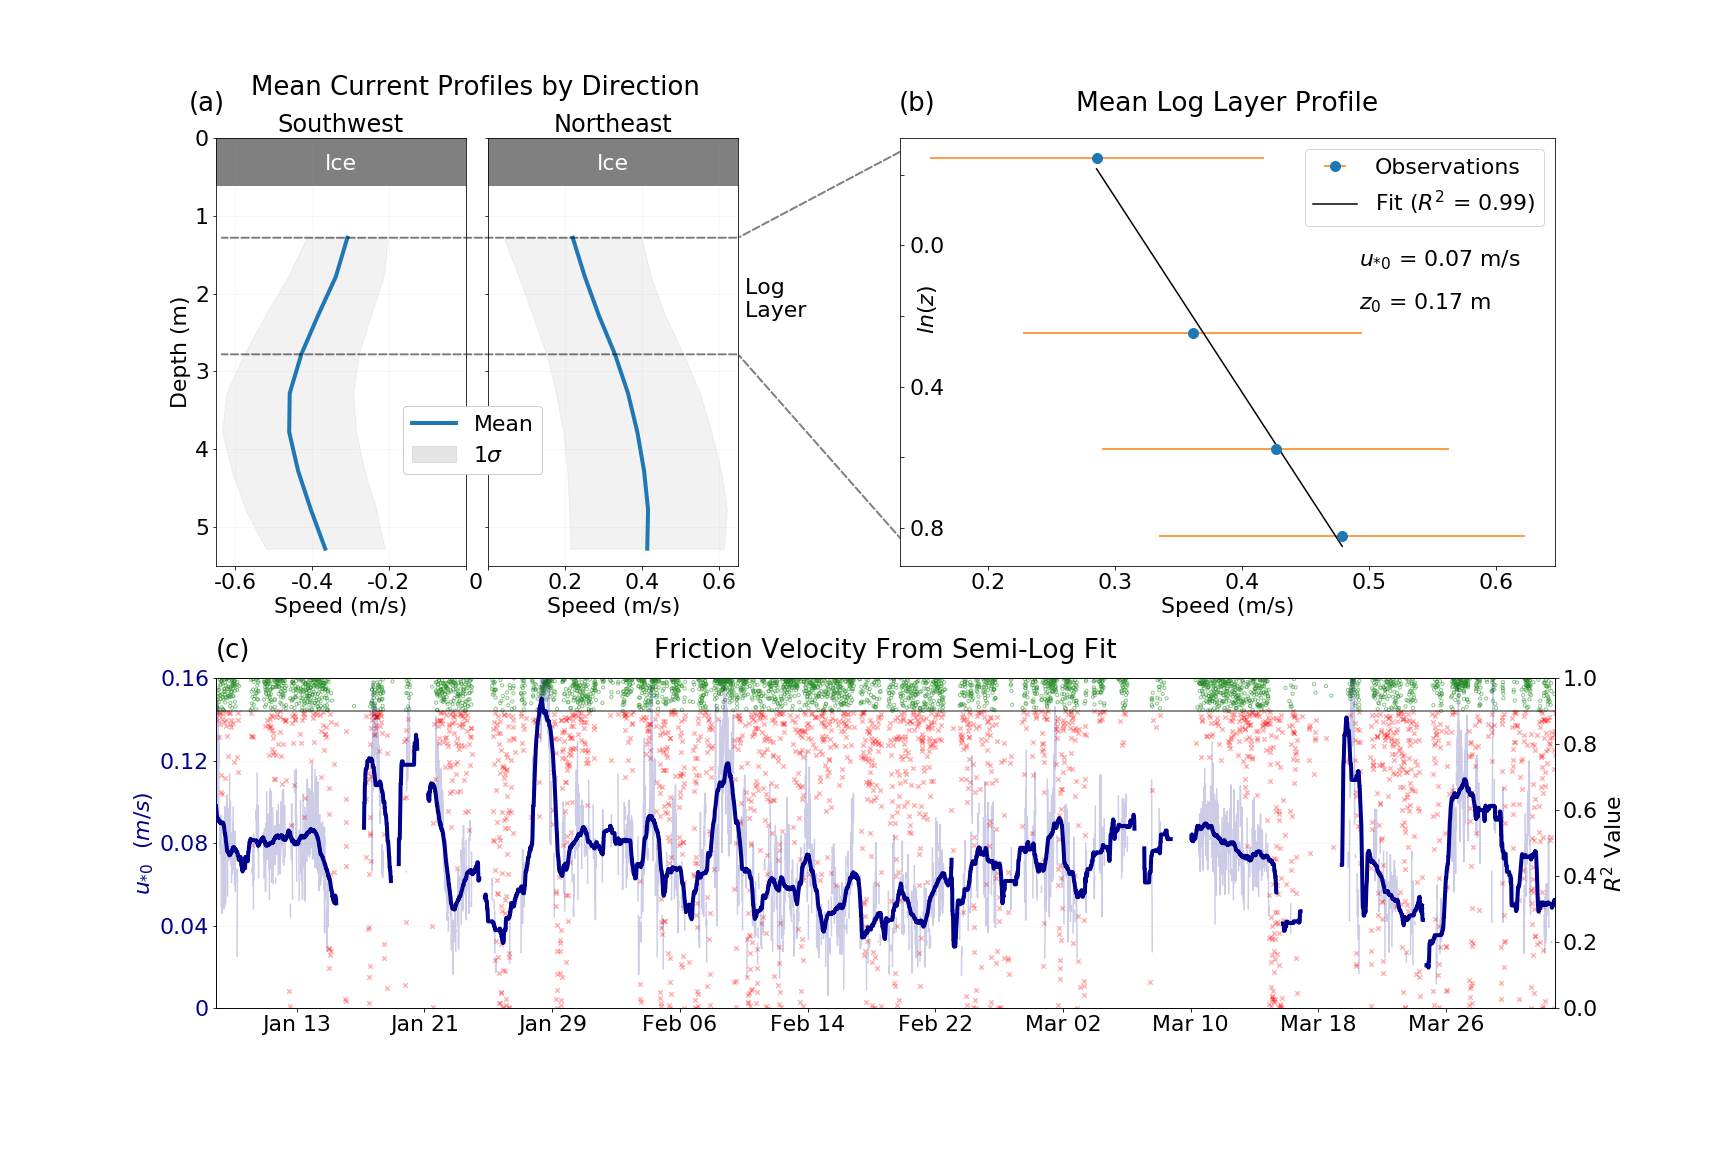 Mean Current Profiles by Direction
(a)
Southwest
Northeast
Ice
Ice
0
1
2
3
4
5
Depth (m)
Log
Layer
Mean
1σ
-0.6
-0.4
-0.2
0
0.2
0.4
0.6
Speed (m/s)
Speed (m/s)
(b)
Mean Log Layer Profile
Observations
Fit (R² = 0.99)
u*0 = 0.07 m/s
z0 = 0.17 m
0.0
0.4
0.8
ln(z)
0.2
0.3
0.4
0.5
0.6
Speed (m/s)
(c)
Friction Velocity From Semi-Log Fit
0.16
0.12
0.08
0.04
0
u*0 (m/s)
1.0
0.8
0.6
0.4
0.2
0.0
R² Value
Jan 13
Jan 21
Jan 29
Feb 06
Feb 14
Feb 22
Mar 02
Mar 10
Mar 18
Mar 26